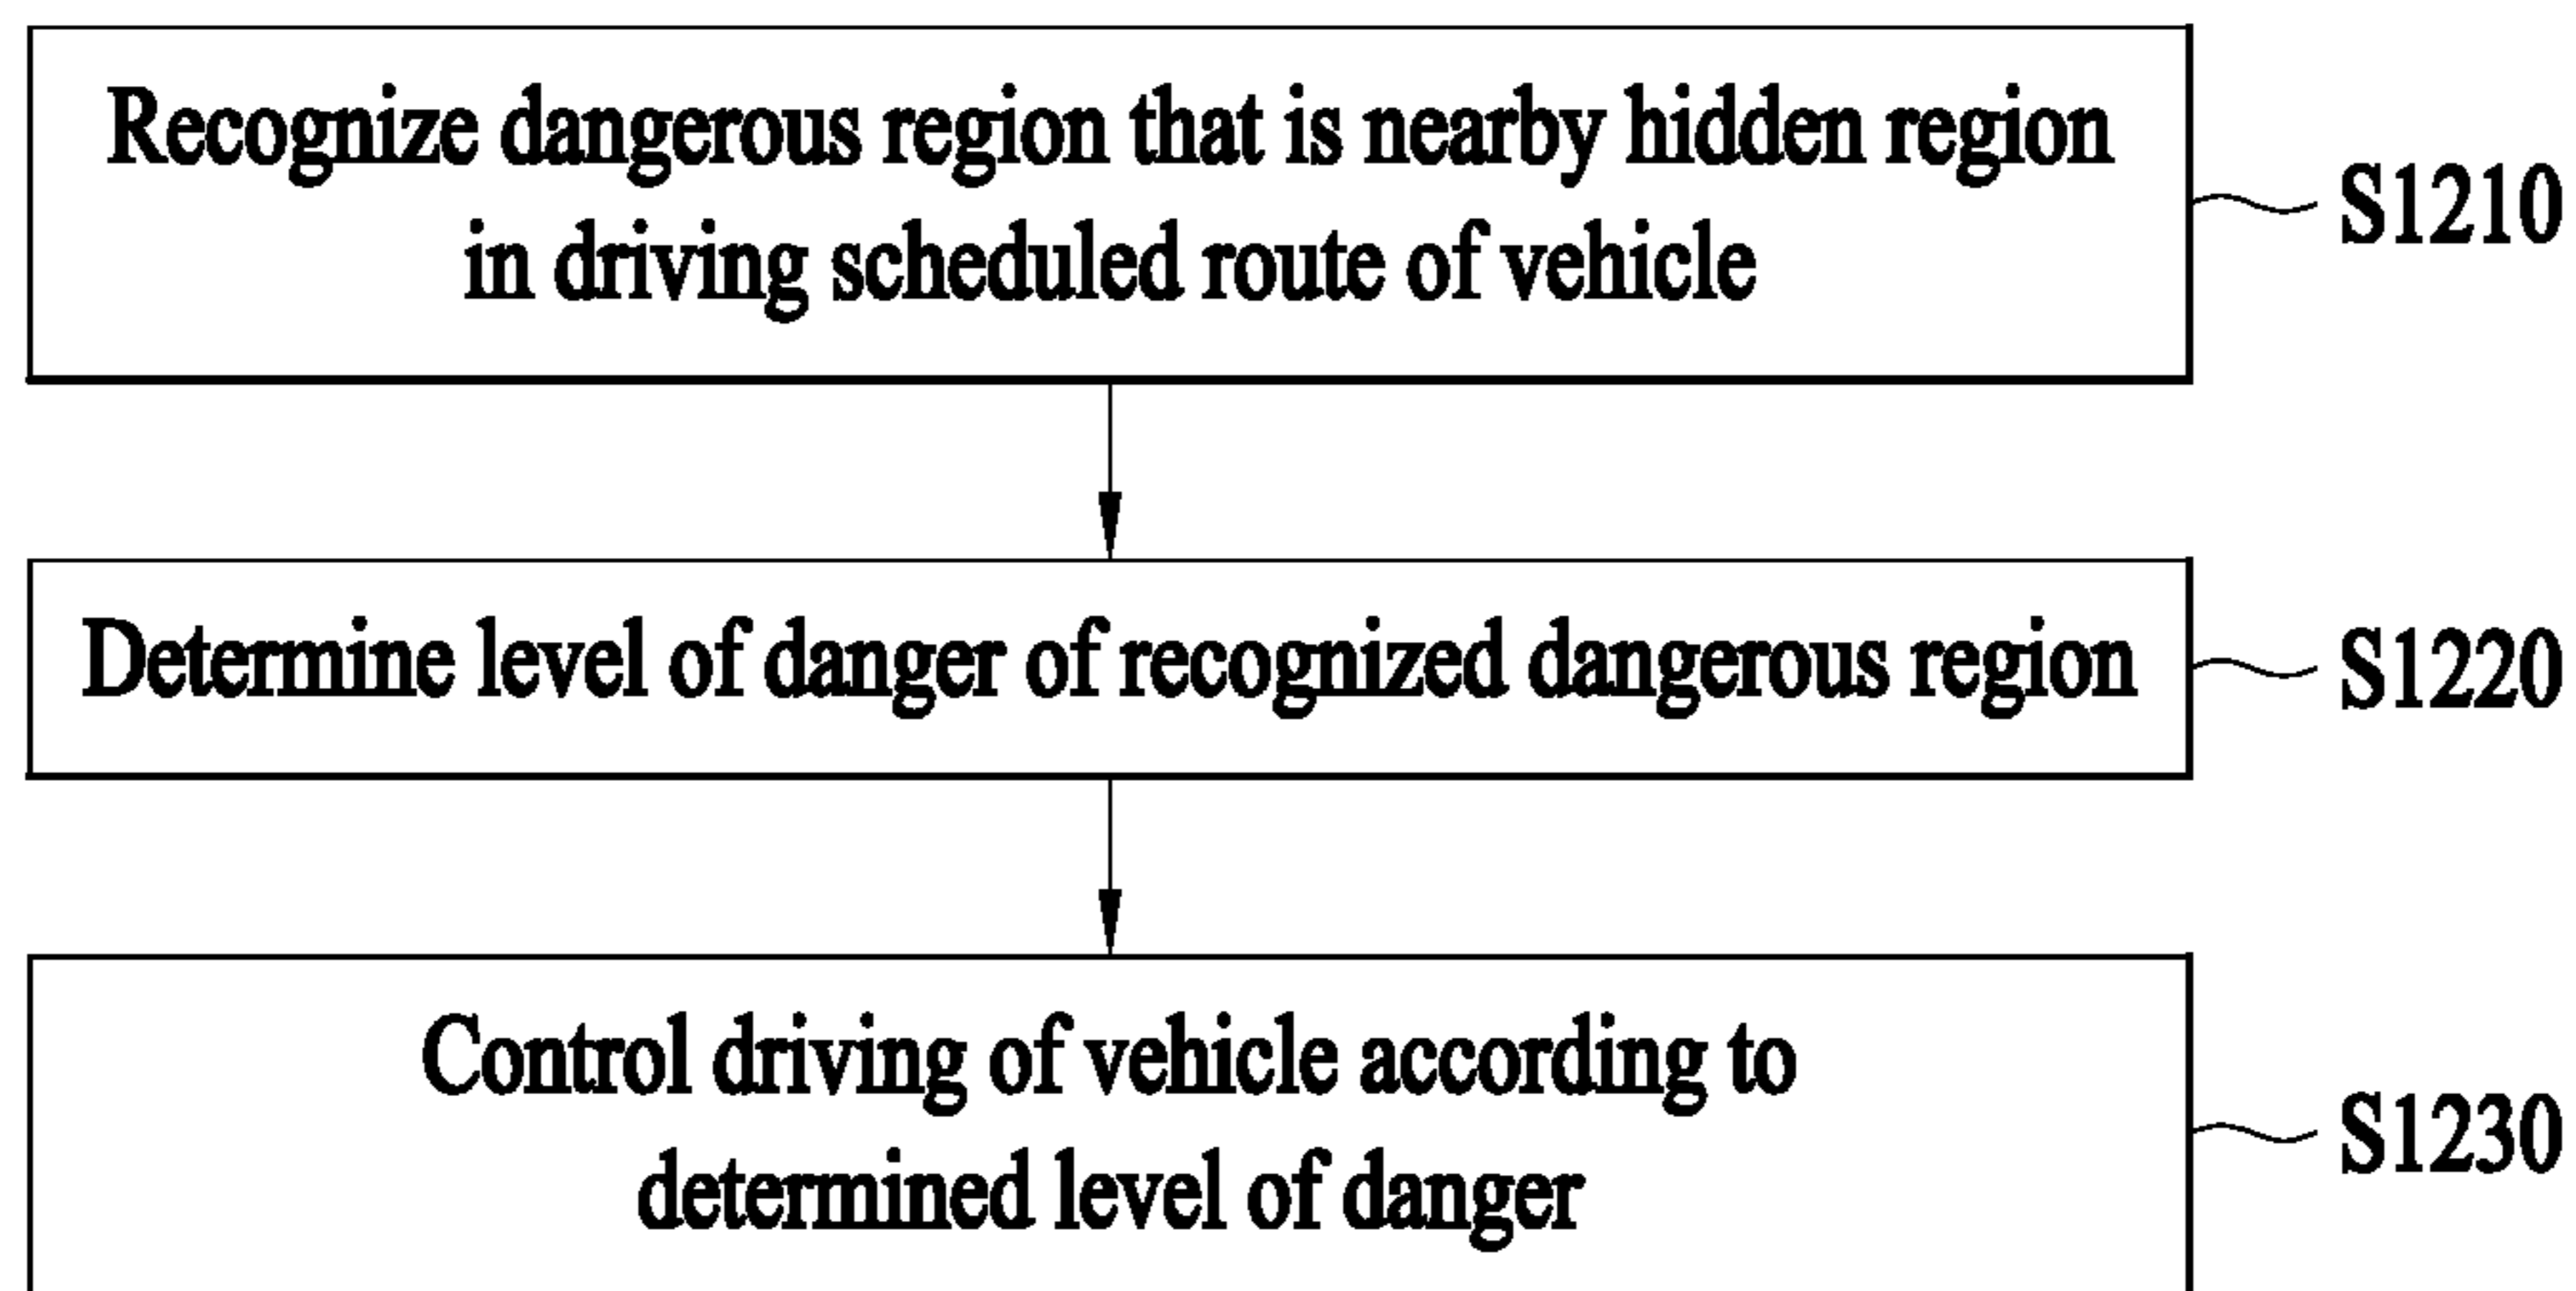 Recognize dangerous region that is nearby hidden region
in driving scheduled route of vehicle
S1210
Determine level of danger of recognized dangerous region
S1220
Control driving of vehicle according to
determined level of danger
S1230